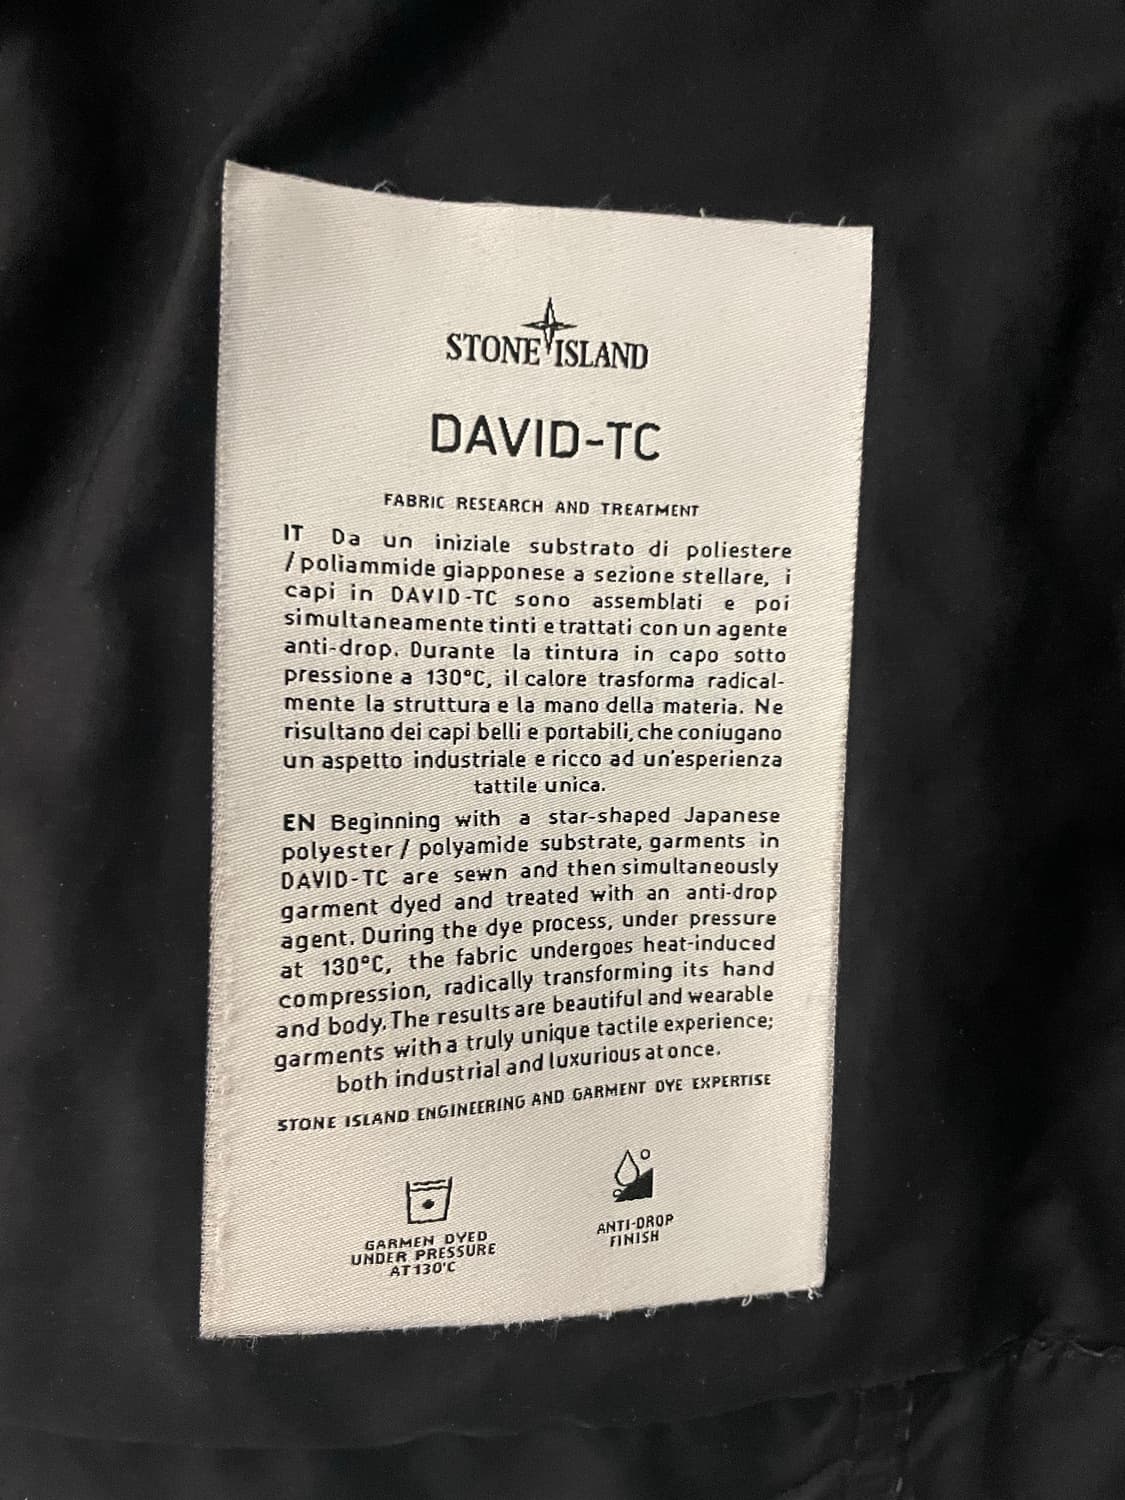 STONE ISLAND
DAVID-TC
FABRIC RESEARCH AND TREATMENT
IT Da un iniziale substrato di poliestere
/poliammide giapponese a sezione stellare, i
capi in DAVID-TC sono assemblati e poi
simultaneamente tinti e trattati con un agente
anti-drop. Durante la tintura in capo sotto
pressione a 130°C, il calore trasforma radical-
mente la struttura e la mano della materia. Ne
risultano dei capi belli e portabili, che coniugano
un aspetto industriale e ricco ad un'esperienza
tattile unica.
EN Beginning with a star-shaped Japanese
polyester / polyamide substrate, garments in
DAVID-TC are sewn and then simultaneously
garment dyed and treated with an anti-drop
agent. During the dye process, under pressure
at 130°C, the fabric undergoes heat-induced
compression, radically transforming its hand
and body. The results are beautiful and wearable
garments with a truly unique tactile experience;
both industrial and luxurious at once.
STONE ISLAND ENGINEERING AND GARMENT DYE EXPERTISE
GARMEN DYED
UNDER PRESSURE
AT 130'C
ANTI-DROP
FINISH